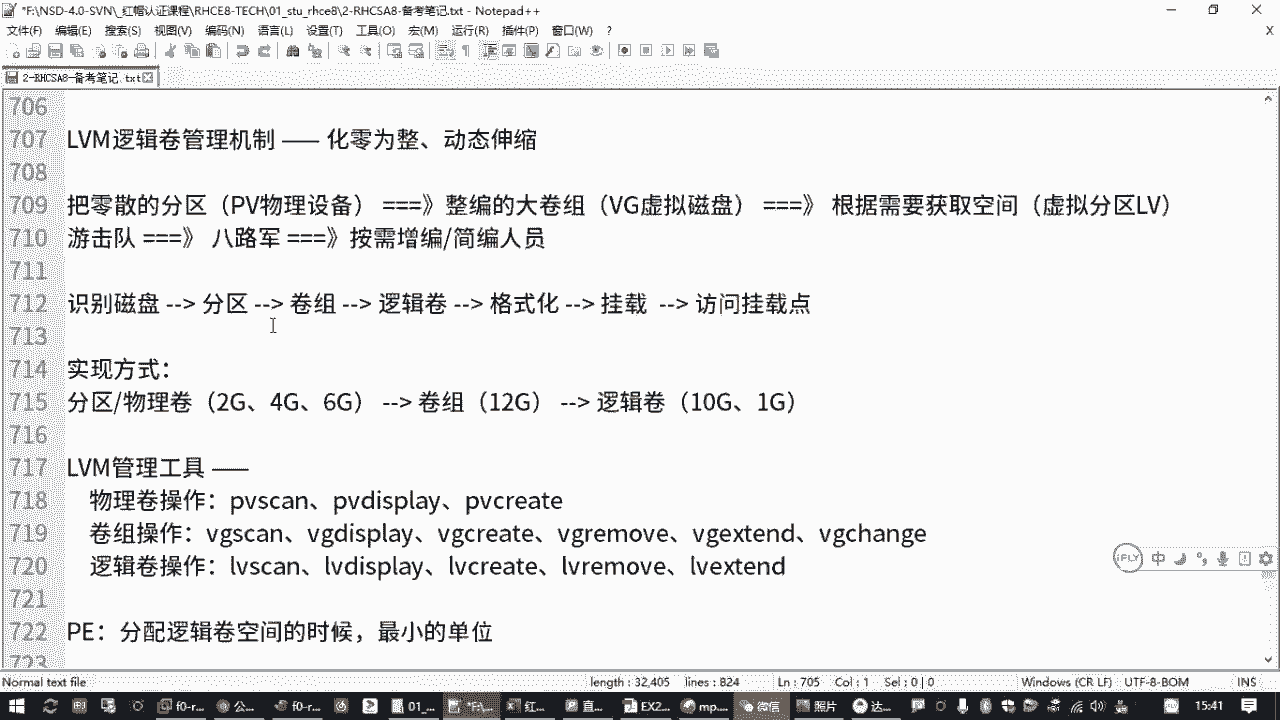 *F:\NSD-4.0-SVN\_红帽认证课程\RHCE8-TECH\01_stu_rhce8\2-RHCSA8-备考笔记.txt - Notepad++
文件(F) 编辑(E) 搜索(S) 视图(V) 编码(N) 语言(L) 设置(T) 工具(O) 宏(M) 运行(R) 插件(P) 窗口(W) ?
X
2-RHCSA8-备考笔记.txt
706
707 LVM逻辑卷管理机制 —— 化零为整、动态伸缩
708
709 把零散的分区（PV物理设备） ===》整编的大卷组（VG虚拟磁盘） ===》 根据需要获取空间（虚拟分区LV）
710 游击队 ===》 八路军 ===》按需增编/简编人员
711
712 识别磁盘 --> 分区 --> 卷组 --> 逻辑卷 --> 格式化 --> 挂载  --> 访问挂载点
713
714 实现方式：
715 分区/物理卷（2G、4G、6G） --> 卷组（12G） --> 逻辑卷（10G、1G）
716
717 LVM管理工具 ——
718 物理卷操作：pvscan、pvdisplay、pvcreate
719 卷组操作：vgscan、vgdisplay、vgcreate、vgremove、vgextend、vgchange
720 逻辑卷操作：lvscan、lvdisplay、lvcreate、lvremove、lvextend
721
722 PE：分配逻辑卷空间的时候，最小的单位
723
iFLY 中
Normal text file length : 32,405 lines : 824 Ln : 705 Col : 1 Sel : 0 | 0 Windows (CR LF) UTF-8-BOM INS
f0-r... 公... f0-r... 01_... *F:\... 红... 直... EX2... mp... 微信 照片 达... 15:41